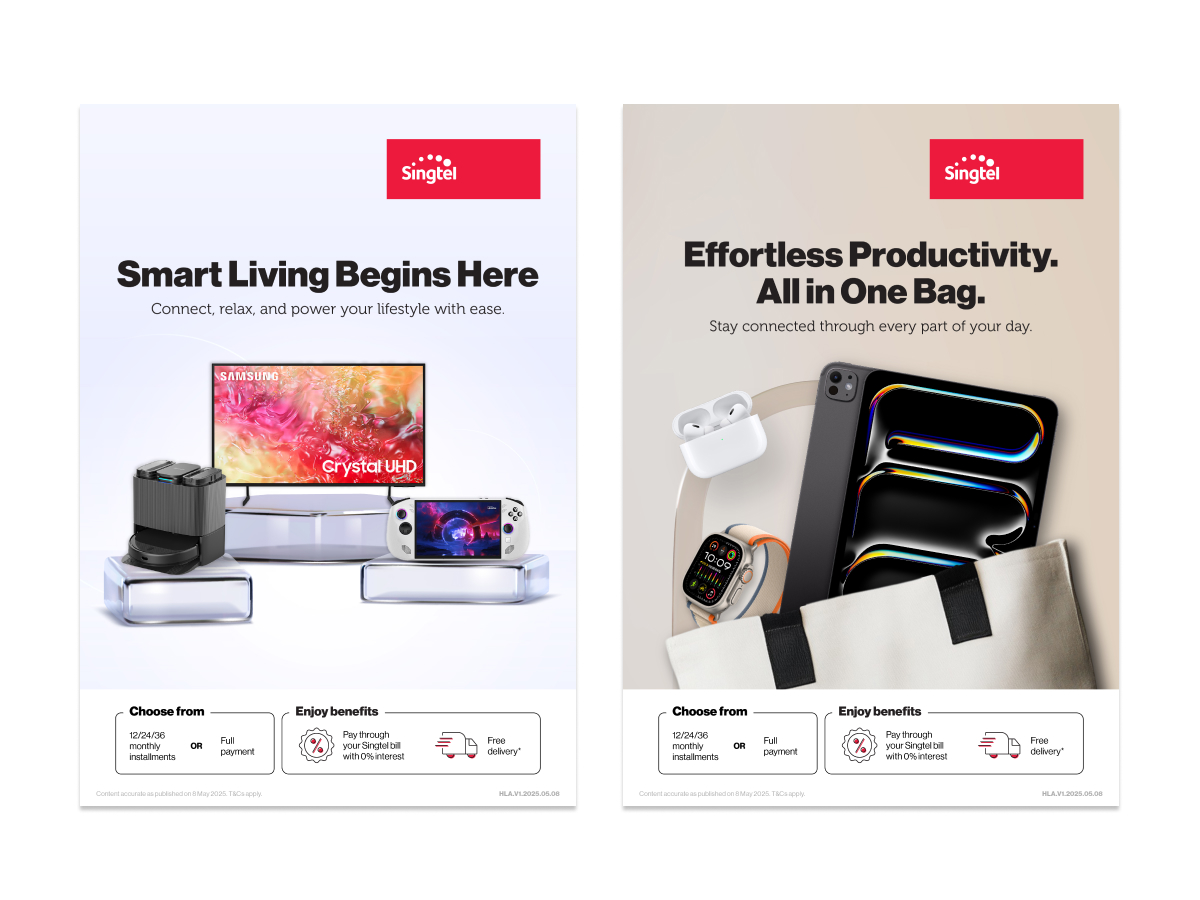 Singtel
Smart Living Begins Here
Connect, relax, and power your lifestyle with ease.
SAMSUNG
Crystal UHD
Choose from
12/24/36
monthly
installments
OR
Full
payment
Enjoy benefits
Pay through
your Singtel bill
with 0% interest
Free
delivery*
Content accurate as published on 8 May 2025. T&Cs apply.
HLA.V1.2025.05.08
Singtel
Effortless Productivity.
All in One Bag.
Stay connected through every part of your day.
10:09
Choose from
12/24/36
monthly
installments
OR
Full
payment
Enjoy benefits
Pay through
your Singtel bill
with 0% interest
Free
delivery*
Content accurate as published on 8 May 2025. T&Cs apply.
HLA.V1.2025.05.08